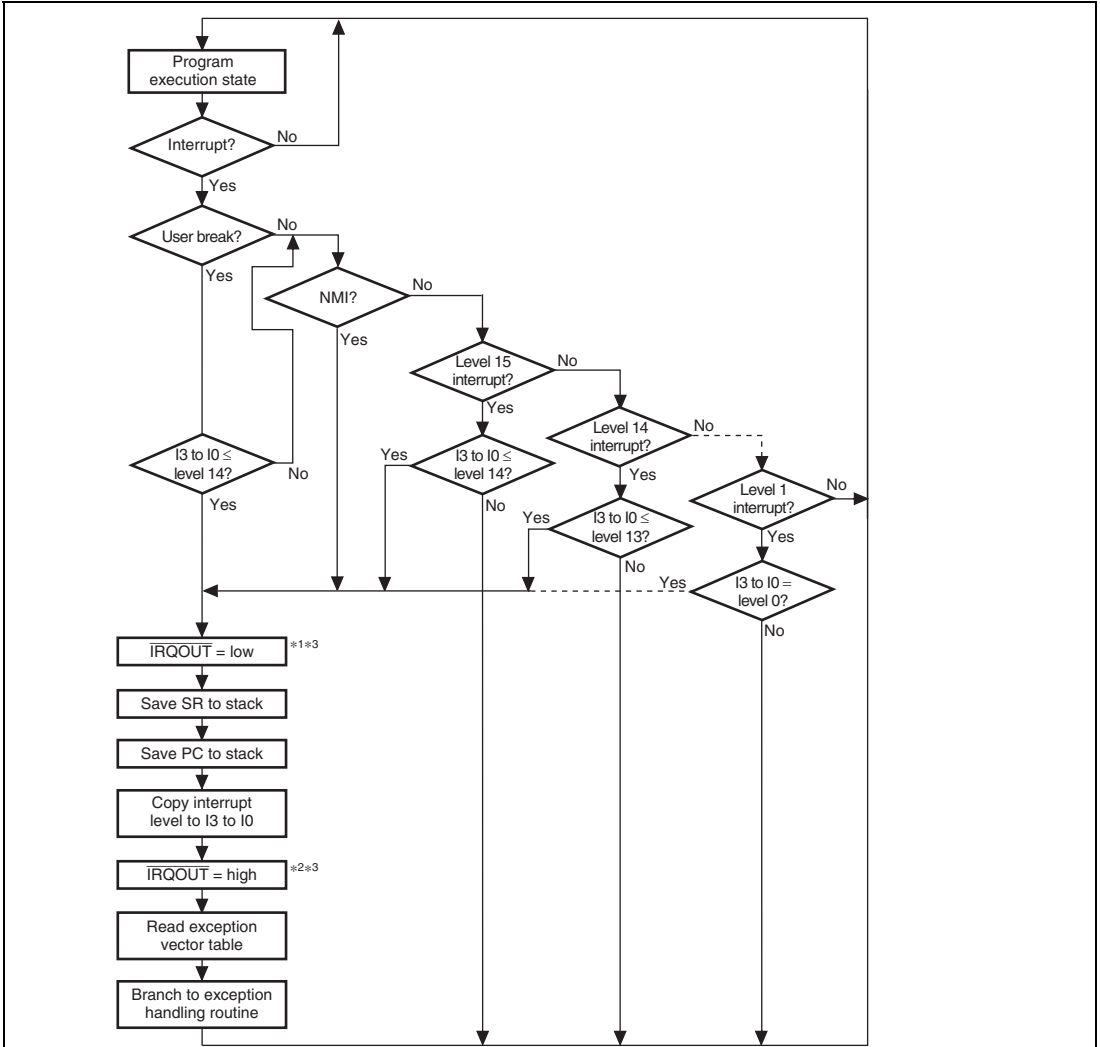 Program
execution state
Interrupt?
No
Yes
User break?
No
Yes
NMI?
No
Yes
Level 15
interrupt?
No
Yes
Level 14
interrupt?
No
Yes
I3 to I0 ≤
level 14?
No
Yes
I3 to I0 ≤
level 14?
Yes
No
Level 1
interrupt?
No
Yes
I3 to I0 ≤
level 13?
Yes
No
I3 to I0 =
level 0?
Yes
No
IRQOUT = low *1*3
Save SR to stack
Save PC to stack
Copy interrupt
level to I3 to I0
IRQOUT = high *2*3
Read exception
vector table
Branch to exception
handling routine